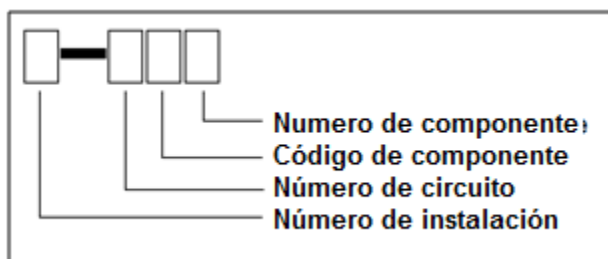 Numero de componente
Código de componente
Número de circuito
Número de instalación